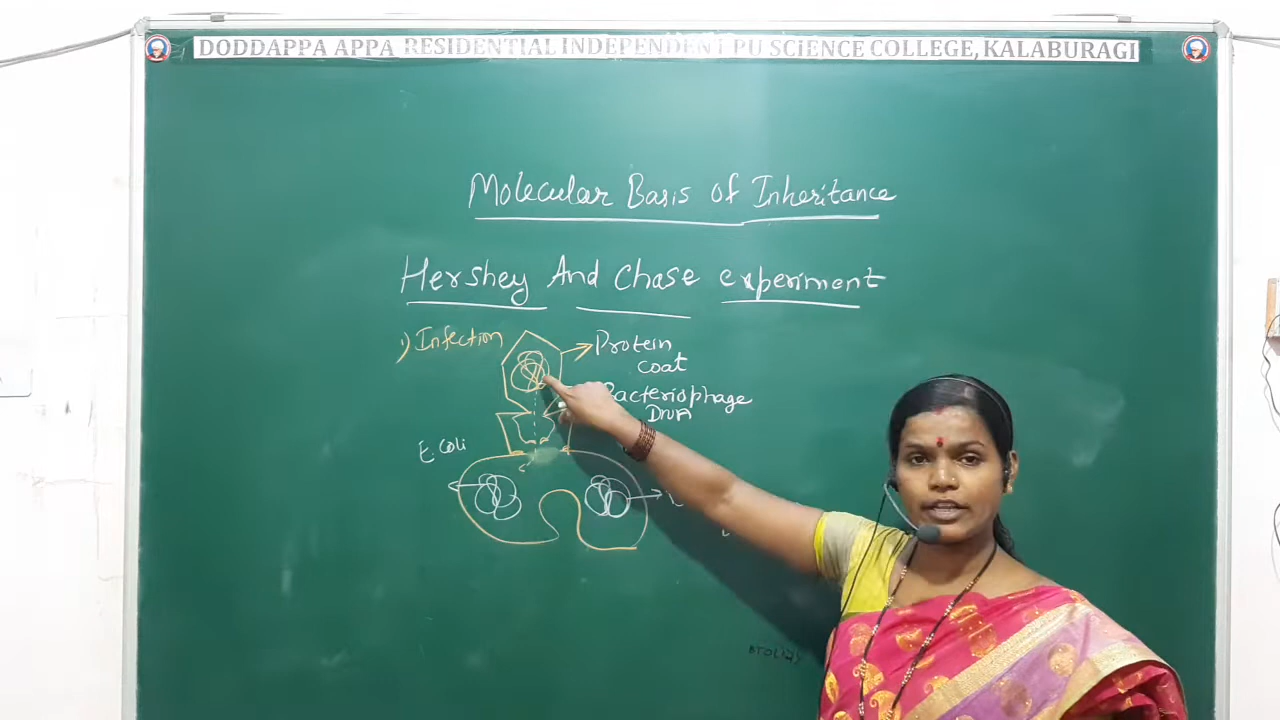 DODDAPPA APPA RESIDENTIAL INDEPENDENT PU SCIENCE COLLEGE, KALABURAGI
Molecular Basis of Inheritance
Hershey And Chase experiment
1) Infection
Protein
coat
Bacteriophage
DNA
E.Coli